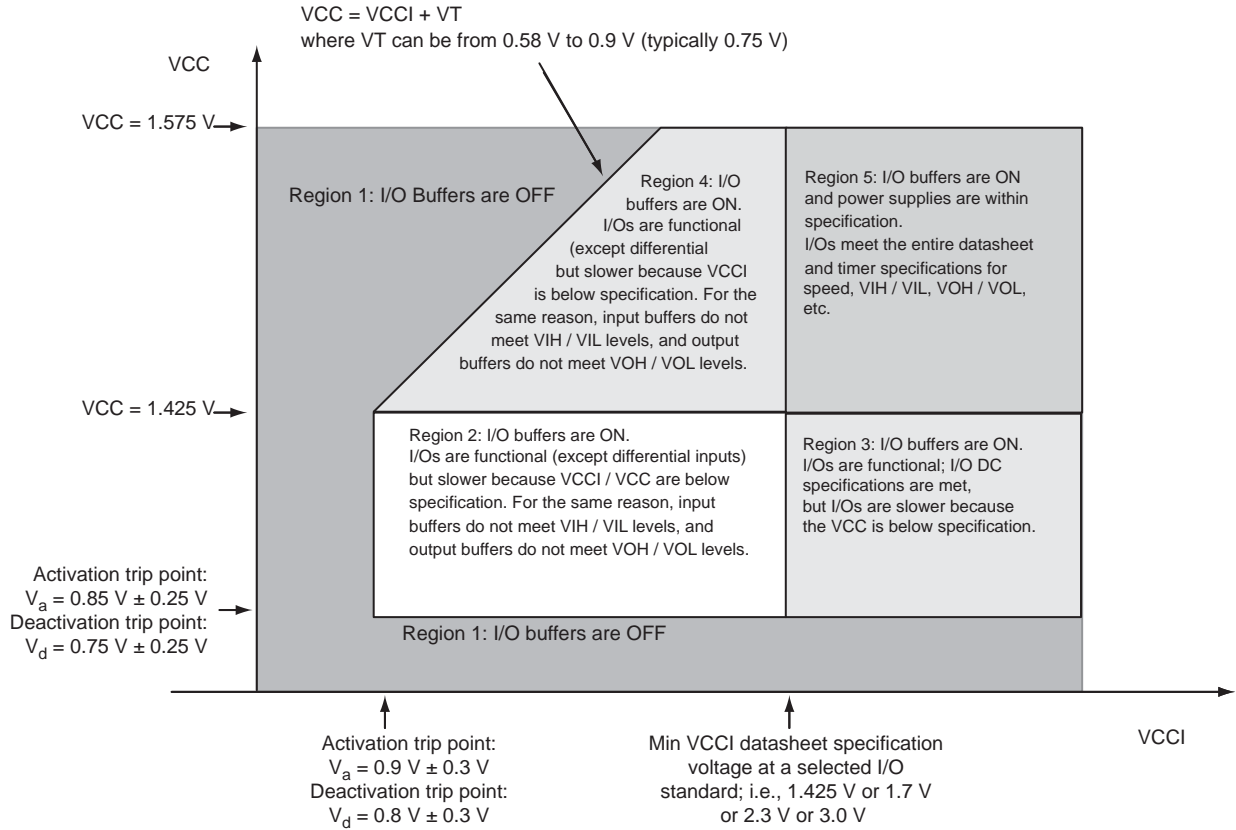 VCC = VCCI + VT
where VT can be from 0.58 V to 0.9 V (typically 0.75 V)
VCC
VCC = 1.575 V
Region 1: I/O Buffers are OFF
Region 4: I/O
buffers are ON.
I/Os are functional
(except differential
but slower because VCCI
is below specification. For the
same reason, input buffers do not
meet VIH / VIL levels, and output
buffers do not meet VOH / VOL levels.
Region 5: I/O buffers are ON
and power supplies are within
specification.
I/Os meet the entire datasheet
and timer specifications for
speed, VIH / VIL, VOH / VOL,
etc.
VCC = 1.425 V
Region 2: I/O buffers are ON.
I/Os are functional (except differential inputs)
but slower because VCCI / VCC are below
specification. For the same reason, input
buffers do not meet VIH / VIL levels, and
output buffers do not meet VOH / VOL levels.
Region 3: I/O buffers are ON.
I/Os are functional; I/O DC
specifications are met,
but I/Os are slower because
the VCC is below specification.
Activation trip point:
Va = 0.85 V ± 0.25 V
Deactivation trip point:
Vd = 0.75 V ± 0.25 V
Region 1: I/O buffers are OFF
Activation trip point:
Va = 0.9 V ± 0.3 V
Deactivation trip point:
Vd = 0.8 V ± 0.3 V
Min VCCI datasheet specification
voltage at a selected I/O
standard; i.e., 1.425 V or 1.7 V
or 2.3 V or 3.0 V
VCCI